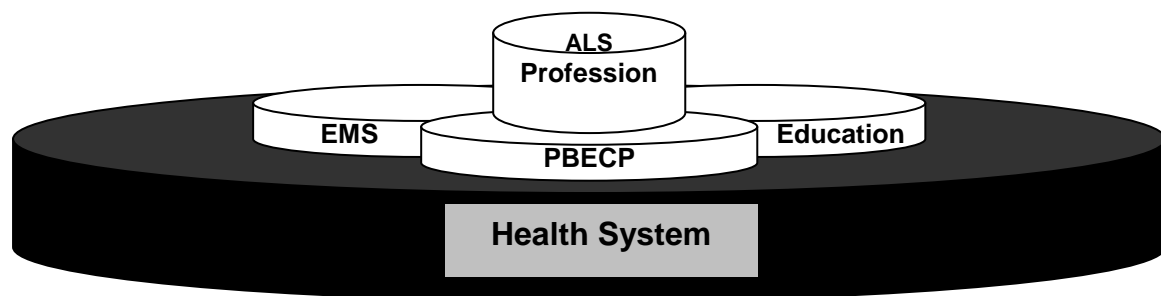 ALS
Profession
EMS
Education
PBECP
Health System